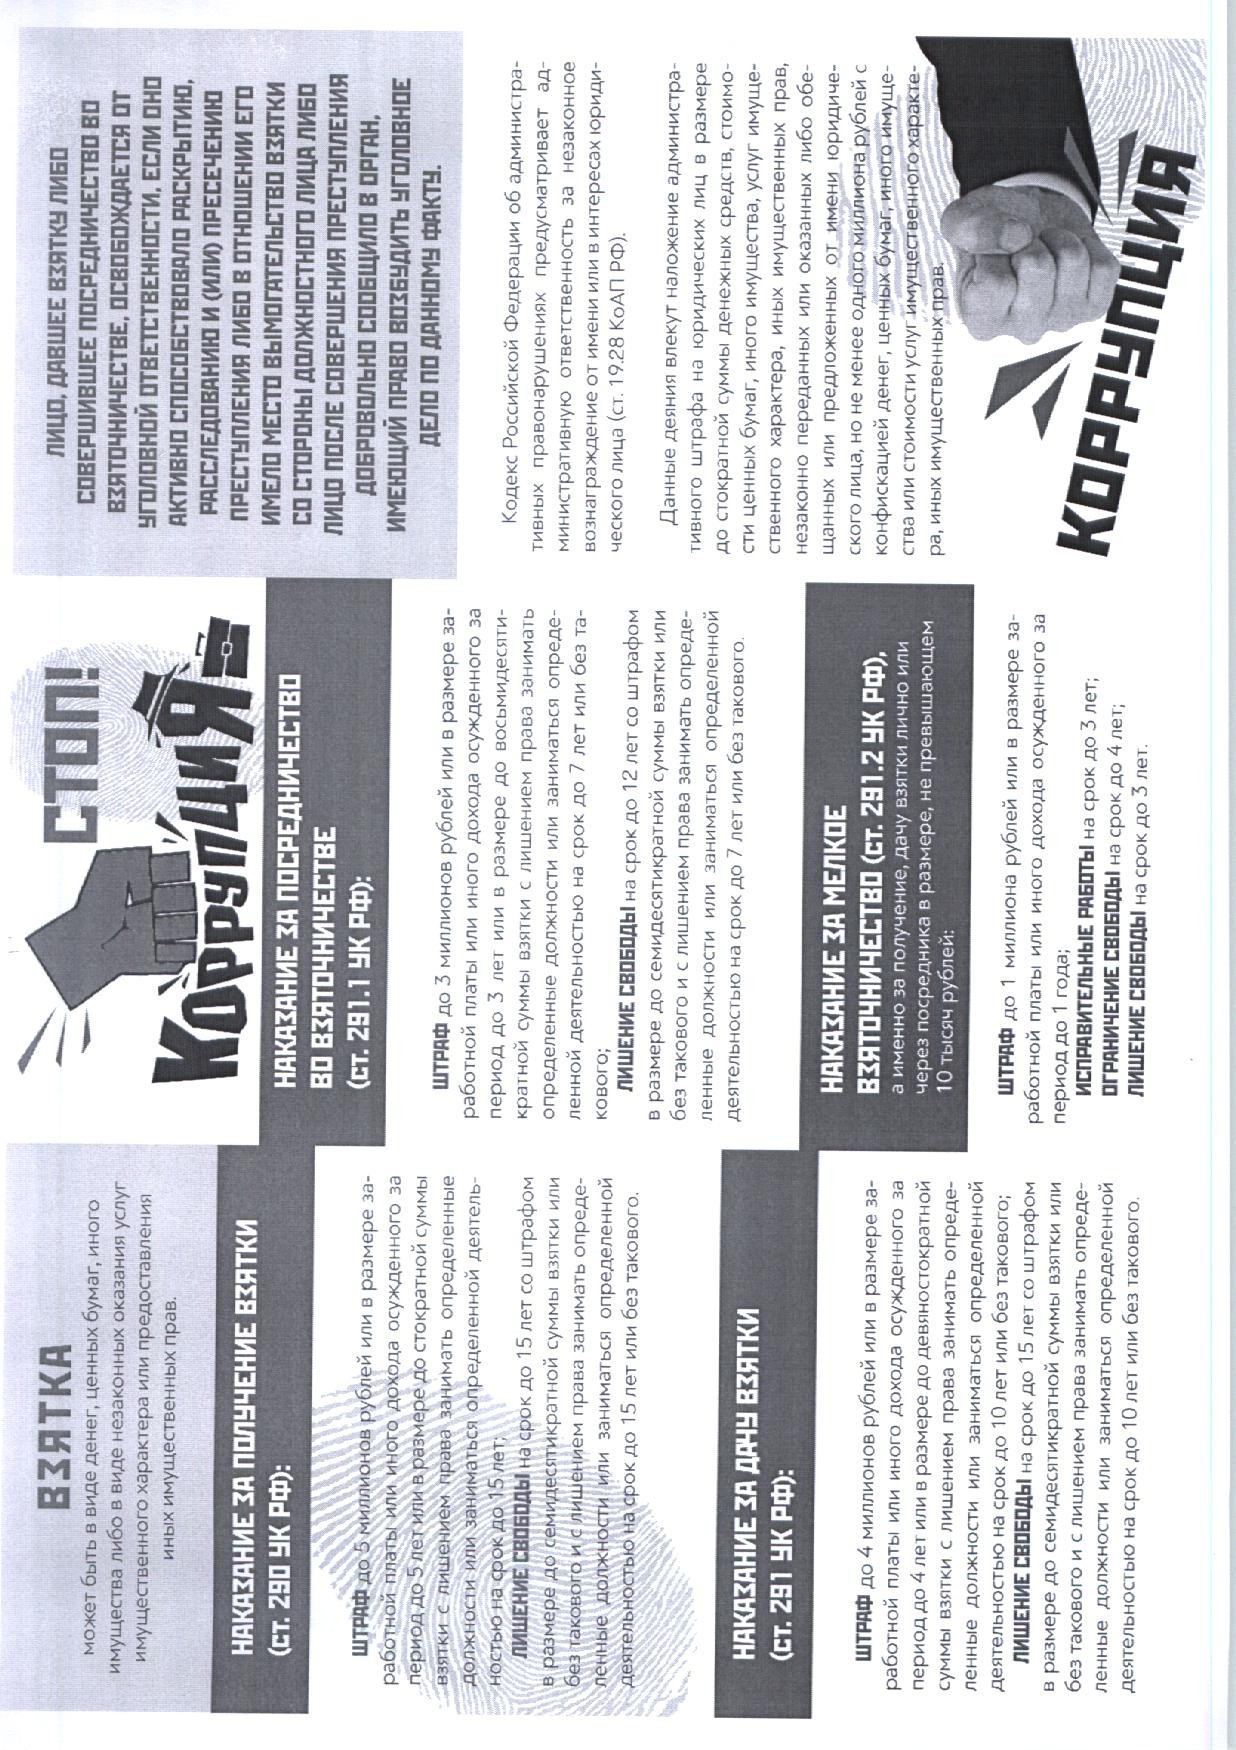 ВЗЯТКА
может быть в виде денег, ценных бумаг, иного
имущества либо в виде незаконных оказания услуг
имущественного характера или предоставления
иных имущественных прав.
НАКАЗАНИЕ ЗА ПОЛУЧЕНИЕ ВЗЯТКИ
(СТ. 290 УК РФ):
ШТРАФ до 5 миллионов рублей или в размере за-
работной платы или иного дохода осужденного за
период до 5 лет или в размере до стократной суммы
взятки с лишением права занимать определенные
должности или заниматься определенной деятель-
ностью на срок до 15 лет;
ЛИШЕНИЕ СВОБОДЫ на срок до 15 лет со штрафом
в размере до семидесятикратной суммы взятки или
без такового и с лишением права занимать опреде-
ленные должности или заниматься определенной
деятельностью на срок до 15 лет или без такового.
НАКАЗАНИЕ ЗА ДАЧУ ВЗЯТКИ
(СТ. 291 УК РФ):
ШТРАФ до 4 миллионов рублей или в размере за-
работной платы или иного дохода осужденного за
период до 4 лет или в размере до девяностократной
суммы взятки с лишением права занимать опреде-
ленные должности или заниматься определенной
деятельностью на срок до 10 лет или без такового;
ЛИШЕНИЕ СВОБОДЫ на срок до 15 лет со штрафом
в размере до семидесятикратной суммы взятки или
без такового и с лишением права занимать опреде-
ленные должности или заниматься определенной
деятельностью на срок до 10 лет или без такового.
СТОП!
КОРРУПЦИЯ
НАКАЗАНИЕ ЗА ПОСРЕДНИЧЕСТВО
ВО ВЗЯТОЧНИЧЕСТВЕ
(СТ. 291.1 УК РФ):
ШТРАФ до 3 миллионов рублей или в размере за-
работной платы или иного дохода осужденного за
период до 3 лет или в размере до восьмидесяти-
кратной суммы взятки с лишением права занимать
определенные должности или заниматься опреде-
ленной деятельностью на срок до 7 лет или без та-
кового;
ЛИШЕНИЕ СВОБОДЫ на срок до 12 лет со штрафом
в размере до семидесятикратной суммы взятки или
без такового и с лишением права занимать опреде-
ленные должности или заниматься определенной
деятельностью на срок до 7 лет или без такового.
НАКАЗАНИЕ ЗА МЕЛКОЕ
ВЗЯТОЧНИЧЕСТВО (СТ. 291.2 УК РФ),
а именно за получение, дачу взятки лично или
через посредника в размере, не превышающем
10 тысяч рублей:
ШТРАФ до 1 миллиона рублей или в размере за-
работной платы или иного дохода осужденного за
период до 1 года;
ИСПРАВИТЕЛЬНЫЕ РАБОТЫ на срок до 3 лет;
ОГРАНИЧЕНИЕ СВОБОДЫ на срок до 4 лет;
ЛИШЕНИЕ СВОБОДЫ на срок до 3 лет.
ЛИЦО, ДАВШЕЕ ВЗЯТКУ ЛИБО
СОВЕРШИВШЕЕ ПОСРЕДНИЧЕСТВО ВО
ВЗЯТОЧНИЧЕСТВЕ, ОСВОБОЖДАЕТСЯ ОТ
УГОЛОВНОЙ ОТВЕТСТВЕННОСТИ, ЕСЛИ ОНО
АКТИВНО СПОСОБСТВОВАЛО РАСКРЫТИЮ,
РАССЛЕДОВАНИЮ И (ИЛИ) ПРЕСЕЧЕНИЮ
ПРЕСТУПЛЕНИЯ ЛИБО В ОТНОШЕНИИ ЕГО
ИМЕЛО МЕСТО ВЫМОГАТЕЛЬСТВО ВЗЯТКИ
СО СТОРОНЫ ДОЛЖНОСТНОГО ЛИЦА ЛИБО
ЛИЦО ПОСЛЕ СОВЕРШЕНИЯ ПРЕСТУПЛЕНИЯ
ДОБРОВОЛЬНО СООБЩИЛО В ОРГАН,
ИМЕЮЩИЙ ПРАВО ВОЗБУДИТЬ УГОЛОВНОЕ
ДЕЛО ПО ДАННОМУ ФАКТУ.
Кодекс Российской Федерации об администра-
тивных правонарушениях предусматривает ад-
министративную ответственность за незаконное
вознаграждение от имени или в интересах юриди-
ческого лица (ст. 19.28 КоАП РФ).
Данные деяния влекут наложение администра-
тивного штрафа на юридических лиц в размере
до стократной суммы денежных средств, стоимо-
сти ценных бумаг, иного имущества, услуг имуще-
ственного характера, иных имущественных прав,
незаконно переданных или оказанных либо обе-
щанных или предложенных от имени юридиче-
ского лица, но не менее одного миллиона рублей с
конфискацией денег, ценных бумаг, иного имуще-
ства или стоимости услуг имущественного характе-
ра, иных имущественных прав.
КОРРУПЦИЯ